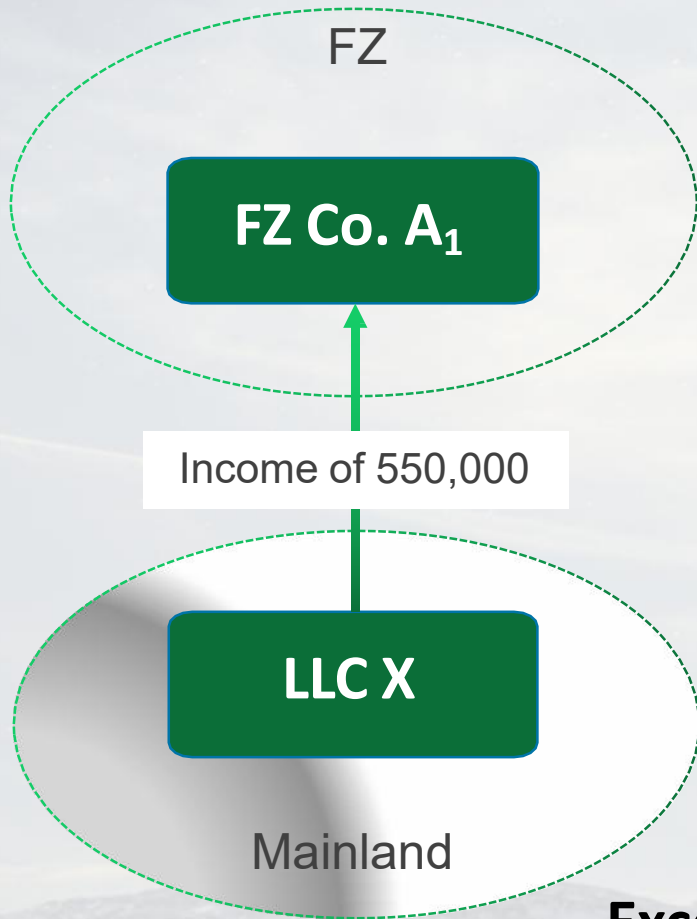 FZ
FZ Co. A₁
Income of 550,000
LLC X
Mainland